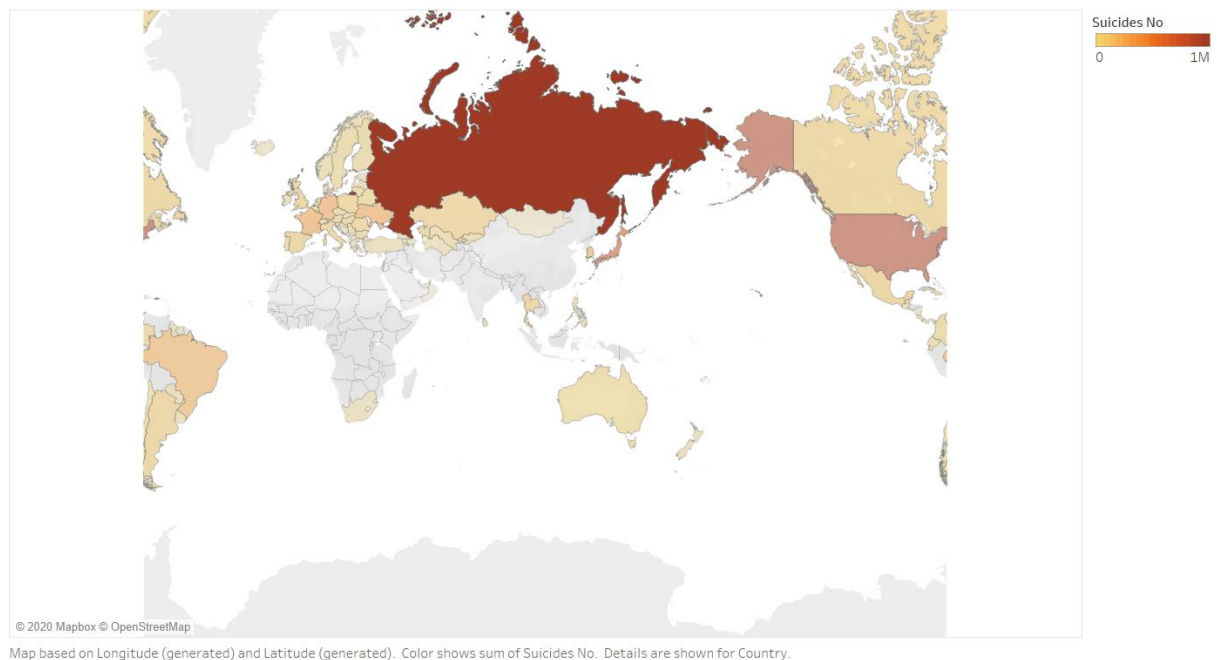 Suicides No
0 1M
© 2020 Mapbox © OpenStreetMap
Map based on Longitude (generated) and Latitude (generated). Color shows sum of Suicides No. Details are shown for Country.